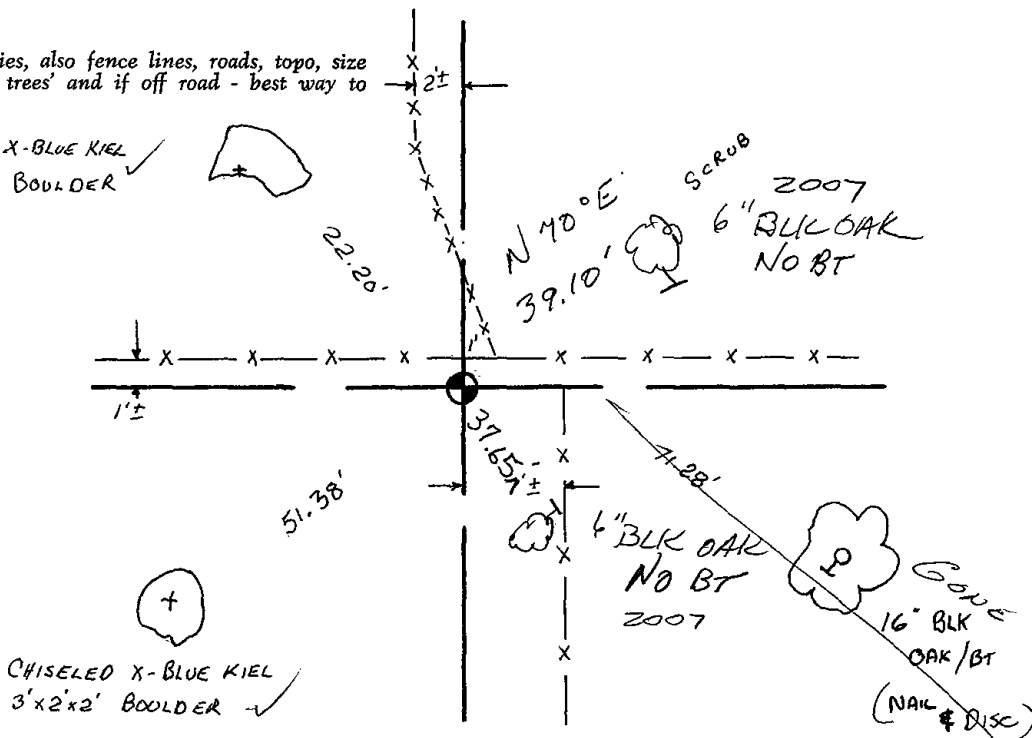 ies, also fence lines, roads, topo, size
trees' and if off road - best way to
2'±
X-BLUE KIEL
BOULDER
22.20'
N 70°E
39.10'
SCRUB
2007
6" BLK OAK
NO BT
1'
1'±
37.65'
7'±
71.28'
51.38'
6" BLK OAK
NO BT
2007
GONE
16" BLK
OAK/BT
(NAIL & DISC)
CHISELED X-BLUE KIEL
3'x2'x2' BOULDER